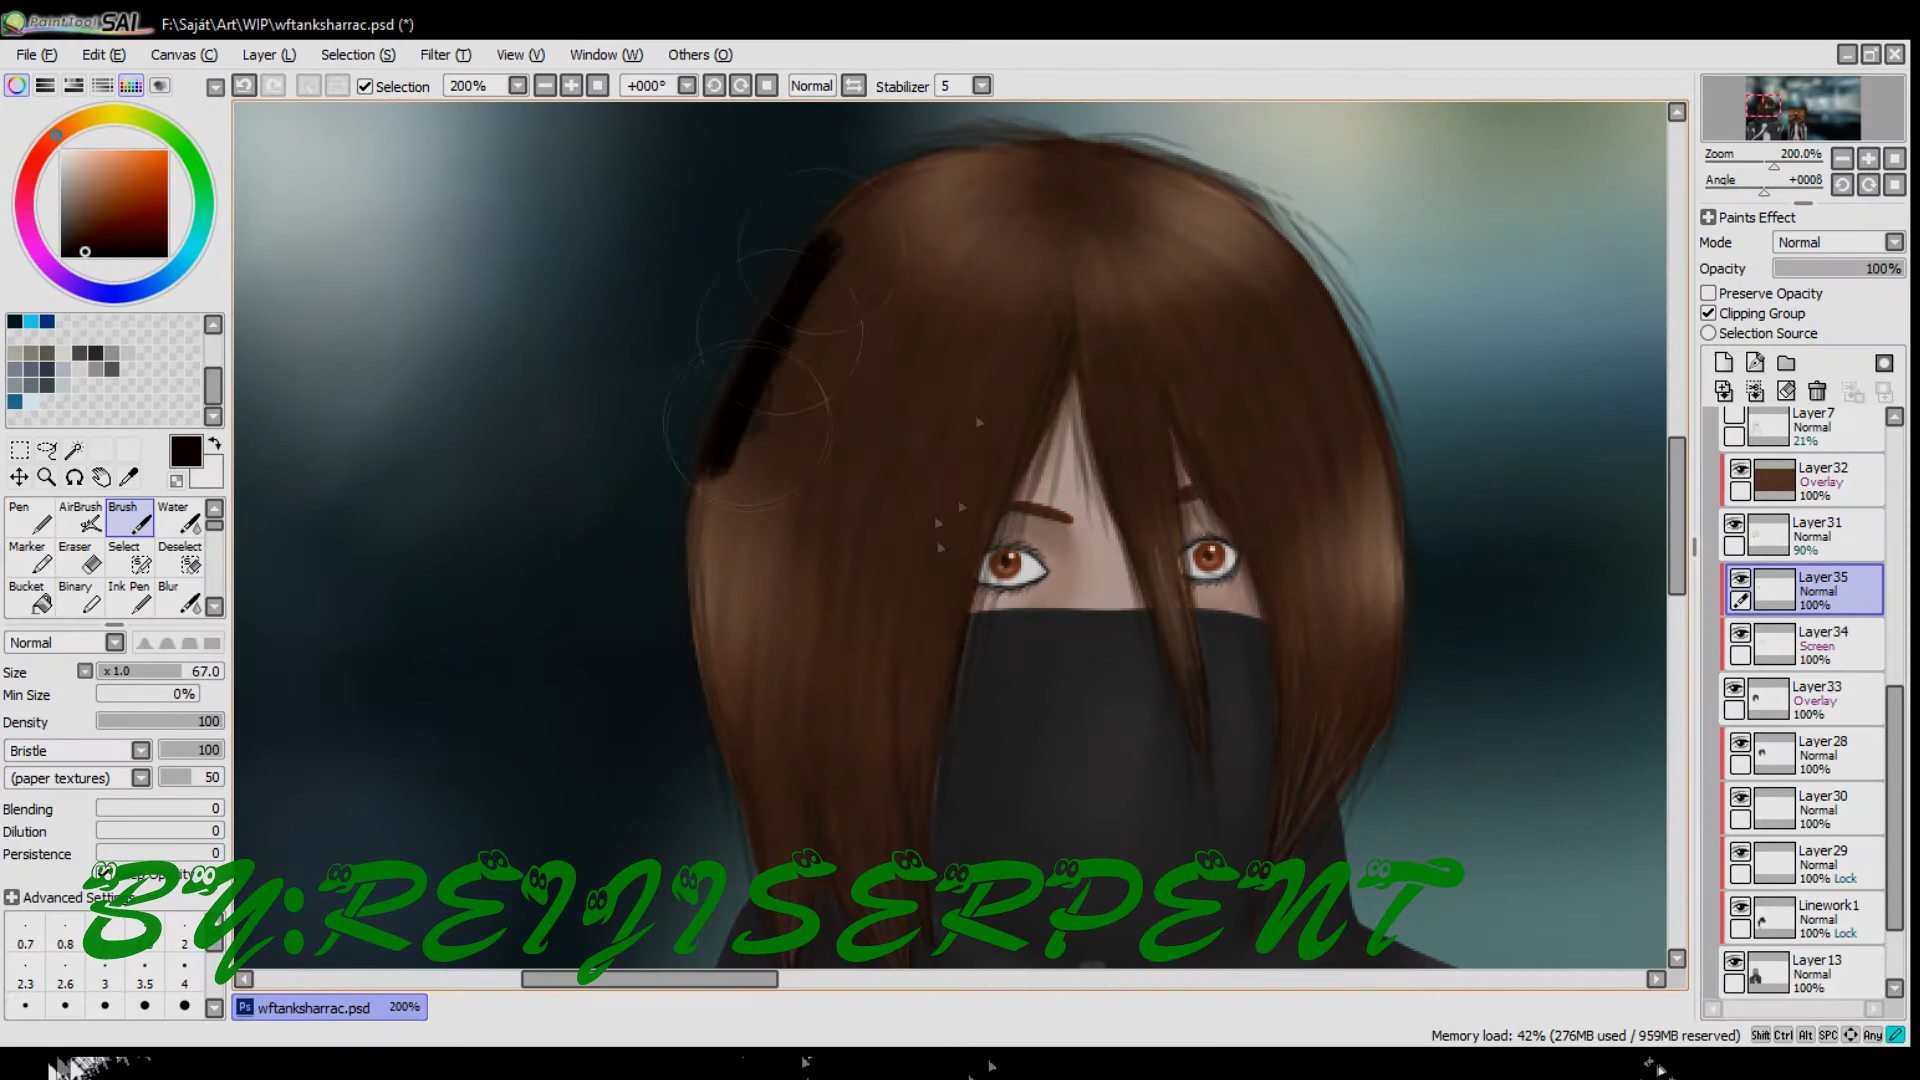 PaintTool SAI F:\Saját\Art\WIP\wftanksharrac.psd (*)
File (F) Edit (E) Canvas (C) Layer (L) Selection (S) Filter (T) View (V) Window (W) Others (O)
Selection 200% +000° Normal Stabilizer 5
Zoom 200.0%
Angle +000ß
Paints Effect
Mode Normal
Opacity 100%
Preserve Opacity
Clipping Group
Selection Source
Layer7
Normal
21%
Layer32
Overlay
100%
Layer31
Normal
90%
Layer35
Normal
100%
Layer34
Screen
100%
Layer33
Overlay
100%
Layer28
Normal
100%
Layer30
Normal
100%
Layer29
Normal
100% Lock
Linework1
Normal
100% Lock
Layer13
Normal
100%
Pen AirBrush Brush Water
Marker Eraser Select Deselect
Bucket Binary Ink Pen Blur
Normal
Size x 1.0 67.0
Min Size 0%
Density 100
Bristle 100
(paper textures) 50
Blending 0
Dilution 0
Persistence 0
Advanced Settings
0.7 0.8 2
2.3 2.6 3 3.5 4
BY:REIJISERPENT
Ps wftanksharrac.psd 200%
Memory load: 42% (276MB used / 959MB reserved) Shift Ctrl Alt SPC Any